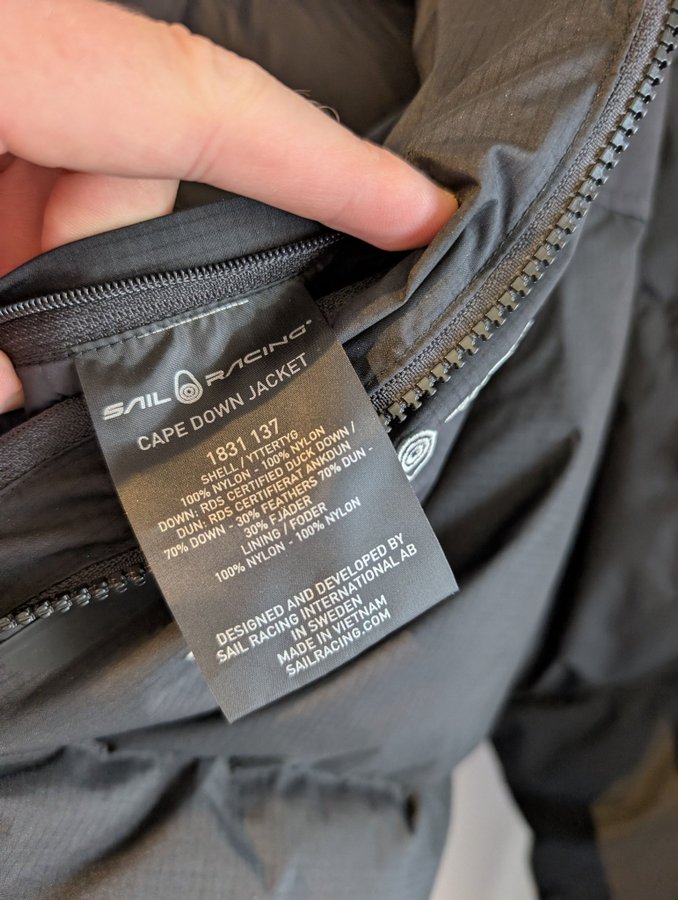 SAIL RACING®
CAPE DOWN JACKET
1831 137
SHELL / YTTERTYG
100% NYLON - 100% NYLON
DOWN: RDS CERTIFIED DUCK DOWN /
DUN: RDS CERTIFIERAT ANKDUN
70% DOWN - 30% FEATHERS 70% DUN -
30% FJÄDER
LINING / FODER
100% NYLON - 100% NYLON
DESIGNED AND DEVELOPED BY
SAIL RACING INTERNATIONAL AB
IN SWEDEN
MADE IN VIETNAM
SAILRACING.COM